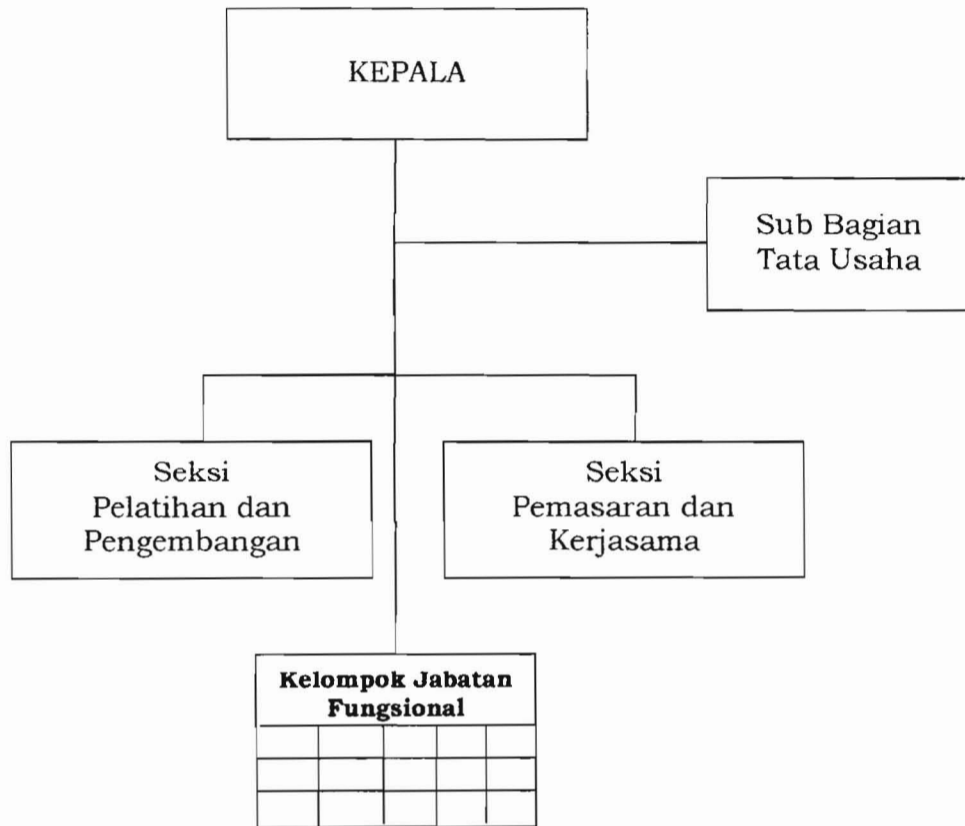 KEPALA
Sub Bagian
Tata Usaha
Seksi
Pelatihan dan
Pengembangan
Seksi
Pemasaran dan
Kerjasama
Kelompok Jabatan
Fungsional